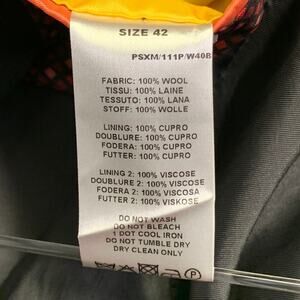 SIZE 42
PSXM/111P/W40B
FABRIC: 100% WOOL
TISSU: 100% LAINE
TESSUTO: 100% LANA
STOFF: 100% WOLLE
LINING: 100% CUPRO
DOUBLURE: 100% CUPRO
FODERA: 100% CUPRO
FUTTER: 100% CUPRO
LINING 2: 100% VISCOSE
DOUBLURE 2: 100% VISCOSE
FODERA 2: 100% VISCOSA
FUTTER 2: 100% VISKOSE
DO NOT WASH
DO NOT BLEACH
1 DOT COOL IRON
DO NOT TUMBLE DRY
DRY CLEAN ONLY
P